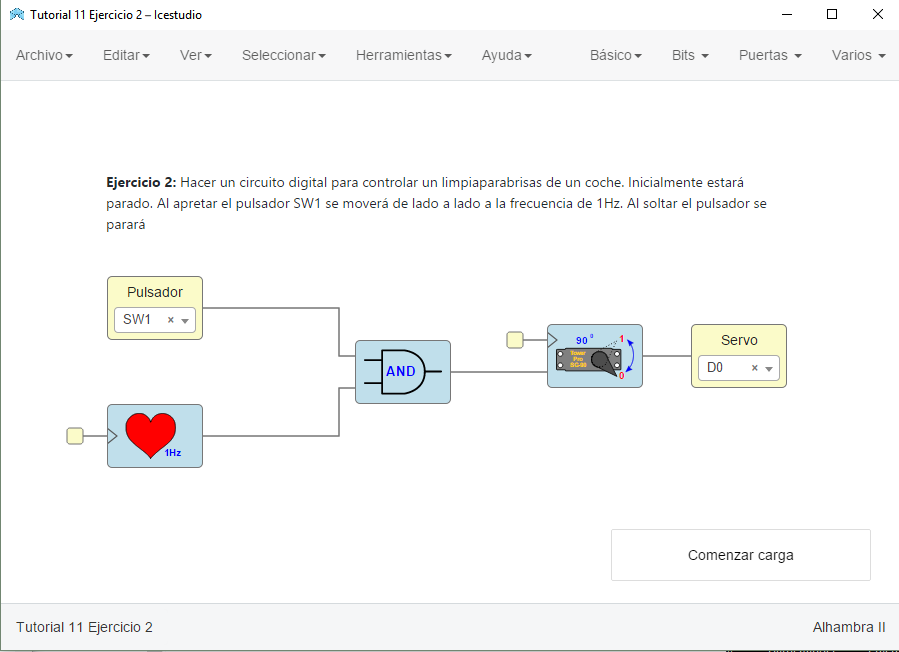 Tutorial 11 Ejercicio 2 – Icestudio
Archivo Editar Ver Seleccionar Herramientas Ayuda Básico Bits Puertas Varios
Ejercicio 2: Hacer un circuito digital para controlar un limpiaparabrisas de un coche. Inicialmente estará
parado. Al apretar el pulsador SW1 se moverá de lado a lado a la frecuencia de 1Hz. Al soltar el pulsador se
parará
Pulsador
SW1 ×
AND
1Hz
90 º
1
Tower
Pro
SG-90
0
Servo
D0 ×
Comenzar carga
Tutorial 11 Ejercicio 2
Alhambra II